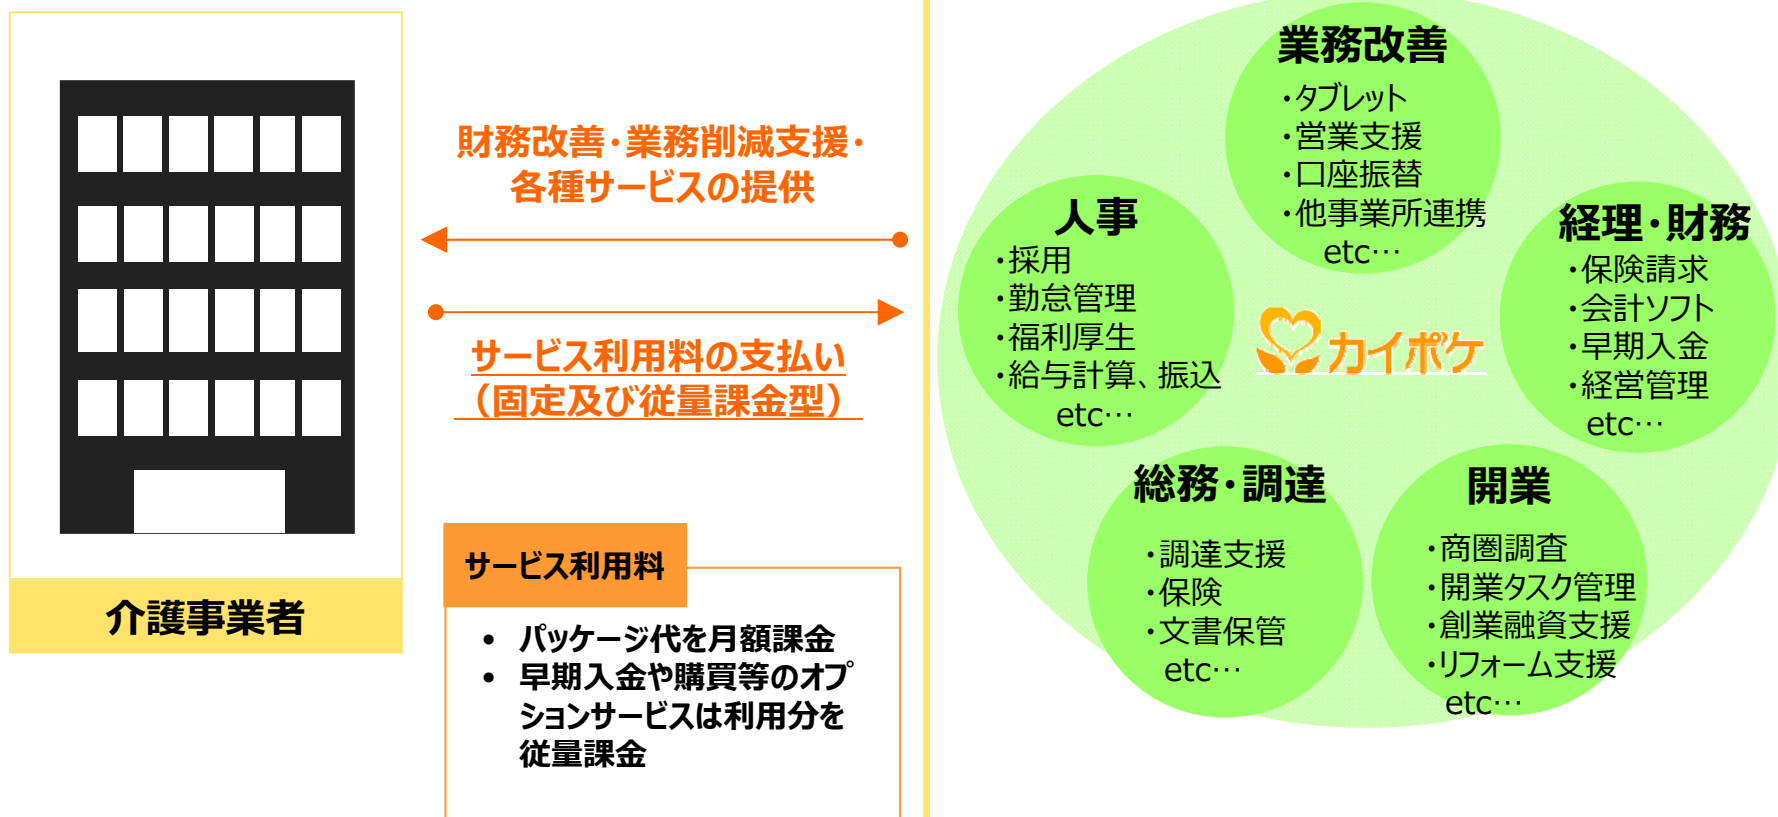 介護事業者
財務改善・業務削減支援・
各種サービスの提供
サービス利用料の支払い
（固定及び従量課金型）
サービス利用料
• パッケージ代を月額課金
• 早期入金や購買等のオプ
ションサービスは利用分を
従量課金
業務改善
・タブレット
・営業支援
・口座振替
・他事業所連携
etc…
人事
・採用
・勤怠管理
・福利厚生
・給与計算、振込
etc…
経理・財務
・保険請求
・会計ソフト
・早期入金
・経営管理
etc…
カイポケ
総務・調達
・調達支援
・保険
・文書保管
etc…
開業
・商圏調査
・開業タスク管理
・創業融資支援
・リフォーム支援
etc…